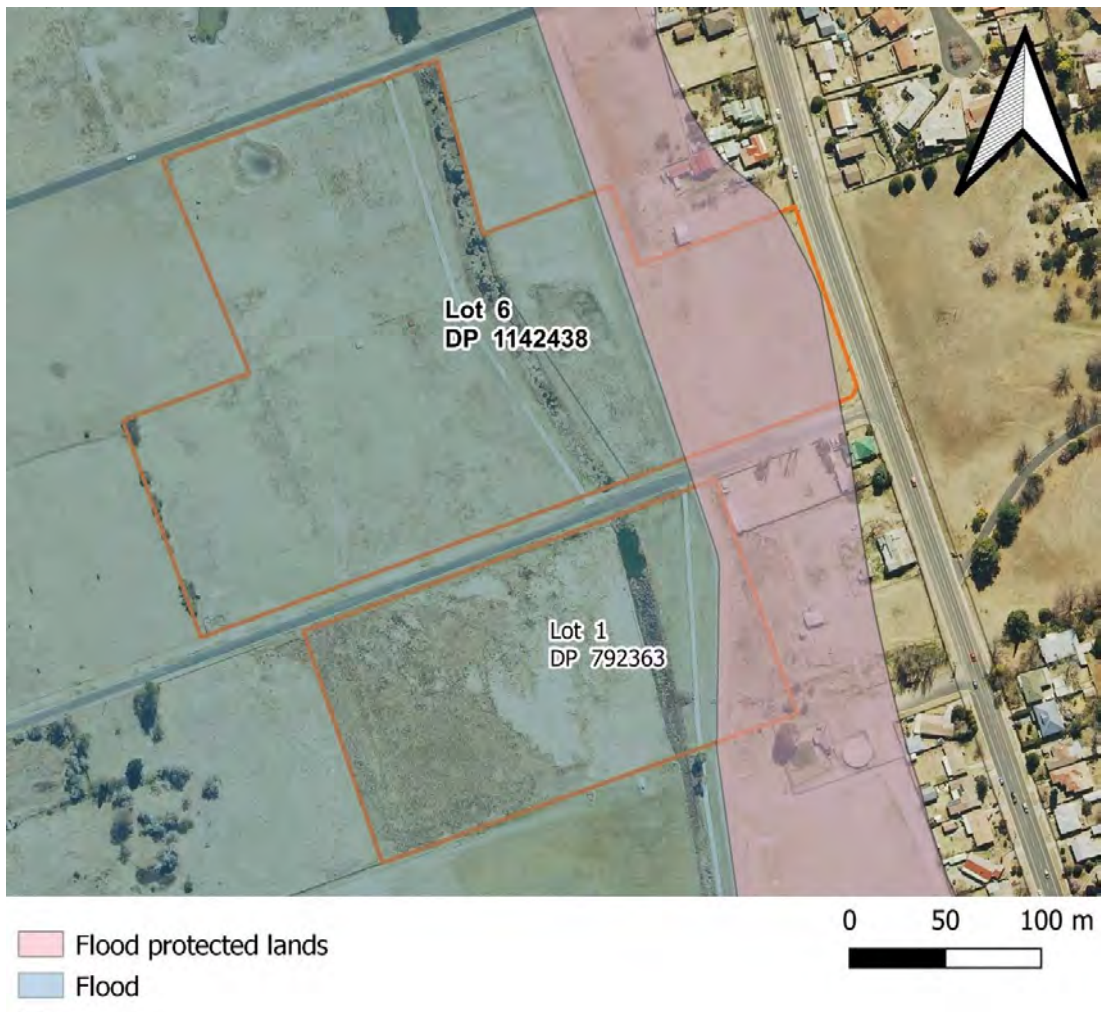 Lot 6
DP 1142438
Lot 1
DP 792363
Flood protected lands
Flood
0 50 100 m